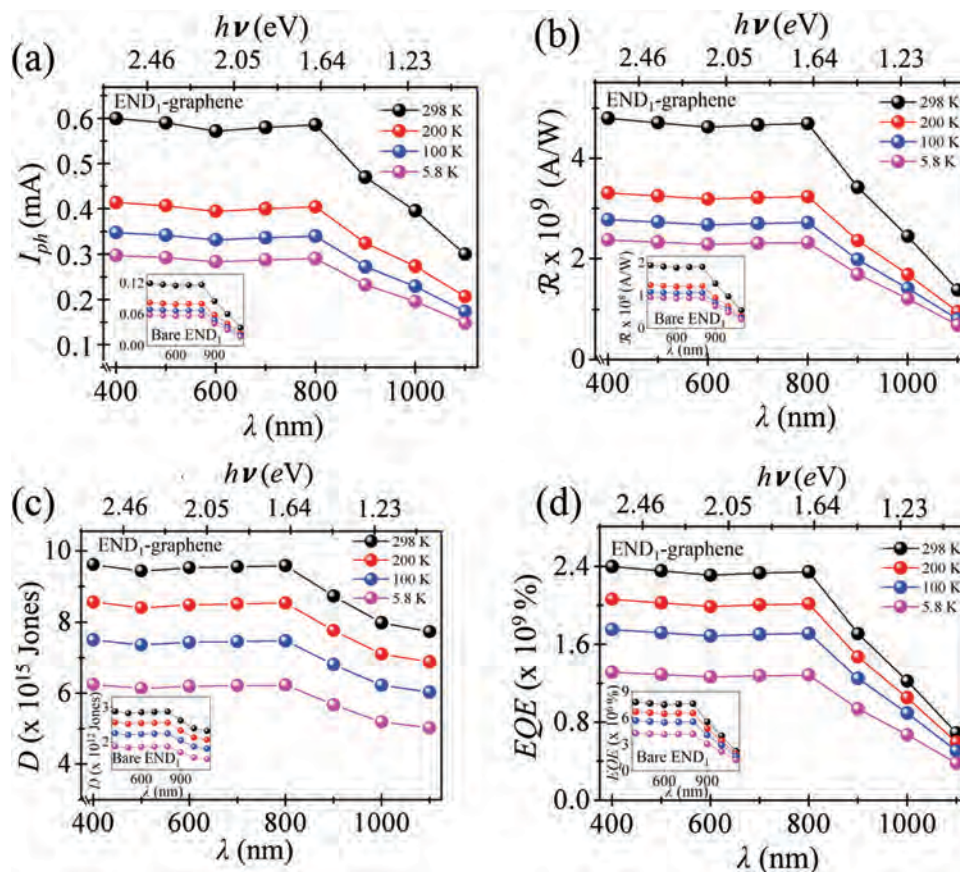 (a)
hν (eV)
2.46 2.05 1.64 1.23
END₁-graphene
298 K
200 K
100 K
5.8 K
I_ph (mA)
0.6
0.5
0.4
0.3
0.2
0.1
0.12
0.06
0.00
Bare END₁
600 900
400 600 800 1000
λ (nm)
(b)
hν (eV)
2.46 2.05 1.64 1.23
END₁-graphene
298 K
200 K
100 K
5.8 K
ℛ x 10⁹ (A/W)
4
2
0
ℛ x 10⁸ (A/W)
2
1
0
Bare END₁
600 900
λ (nm)
400 600 800 1000
λ (nm)
(c)
hν (eV)
2.46 2.05 1.64 1.23
END₁-graphene
298 K
200 K
100 K
5.8 K
D (x 10¹⁵ Jones)
10
8
6
4
D (x 10¹² Jones)
3
2
Bare END₁
600 900
λ (nm)
400 600 800 1000
λ (nm)
(d)
hν (eV)
2.46 2.05 1.64 1.23
END₁-graphene
298 K
200 K
100 K
5.8 K
EQE (x 10⁹ %)
2.4
1.6
0.8
0.0
EQE (x 10⁶ %)
9
6
3
0
Bare END₁
600 900
λ (nm)
400 600 800 1000
λ (nm)